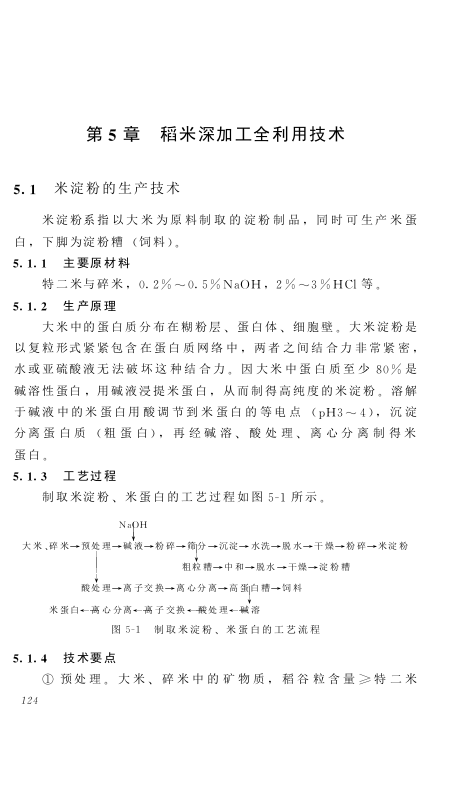 第 5 章　稻米深加工全利用技术
5. 1　米淀粉的生产技术
米淀粉系指以大米为原料制取的淀粉制品，同时可生产米蛋
白，下脚为淀粉糟（饲料）。
5. 1. 1　主要原材料
特二米与碎米，0.2%～0.5%NaOH，2%～3%HCl 等。
5. 1. 2　生产原理
大米中的蛋白质分布在糊粉层、蛋白体、细胞壁。大米淀粉是
以复粒形式紧紧包含在蛋白质网络中，两者之间结合力非常紧密，
水或亚硫酸液无法破坏这种结合力。因大米中蛋白质至少 80%是
碱溶性蛋白，用碱液浸提米蛋白，从而制得高纯度的米淀粉。溶解
于碱液中的米蛋白用酸调节到米蛋白的等电点（pH3～4），沉淀
分离蛋白质（粗蛋白），再经碱溶、酸处理、离心分离制得米
蛋白。
5. 1. 3　工艺过程
制取米淀粉、米蛋白的工艺过程如图 5-1 所示。
NaOH
大米、碎米→预处理→碱液→粉碎→筛分→沉淀→水洗→脱水→干燥→粉碎→米淀粉
粗粒糟→中和→脱水→干燥→淀粉糟
酸处理→离子交换→离心分离→高蛋白糟→饲料
米蛋白←离心分离←离子交换←酸处理←碱溶
图 5-1　制取米淀粉、米蛋白的工艺流程
5. 1. 4　技术要点
① 预处理。大米、碎米中的矿物质，稻谷粒含量≥特二米
124